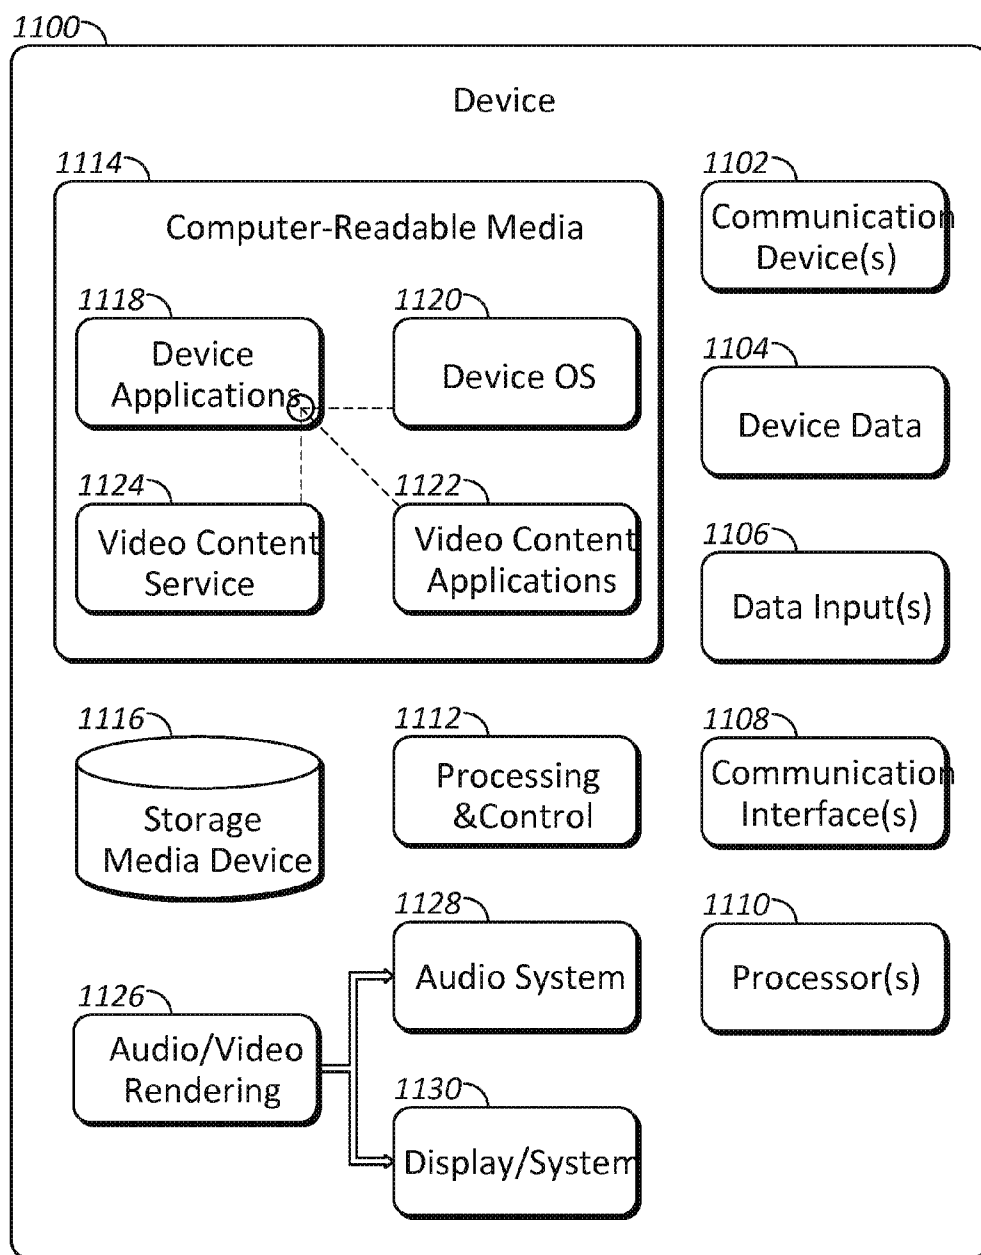 1100
Device
1114
Computer-Readable Media
1118
Device
Applications
1120
Device OS
1124
Video Content
Service
1122
Video Content
Applications
1102
Communication
Device(s)
1104
Device Data
1106
Data Input(s)
1116
Storage
Media Device
1112
Processing
&Control
1108
Communication
Interface(s)
1128
Audio System
1110
Processor(s)
1126
Audio/Video
Rendering
1130
Display/System